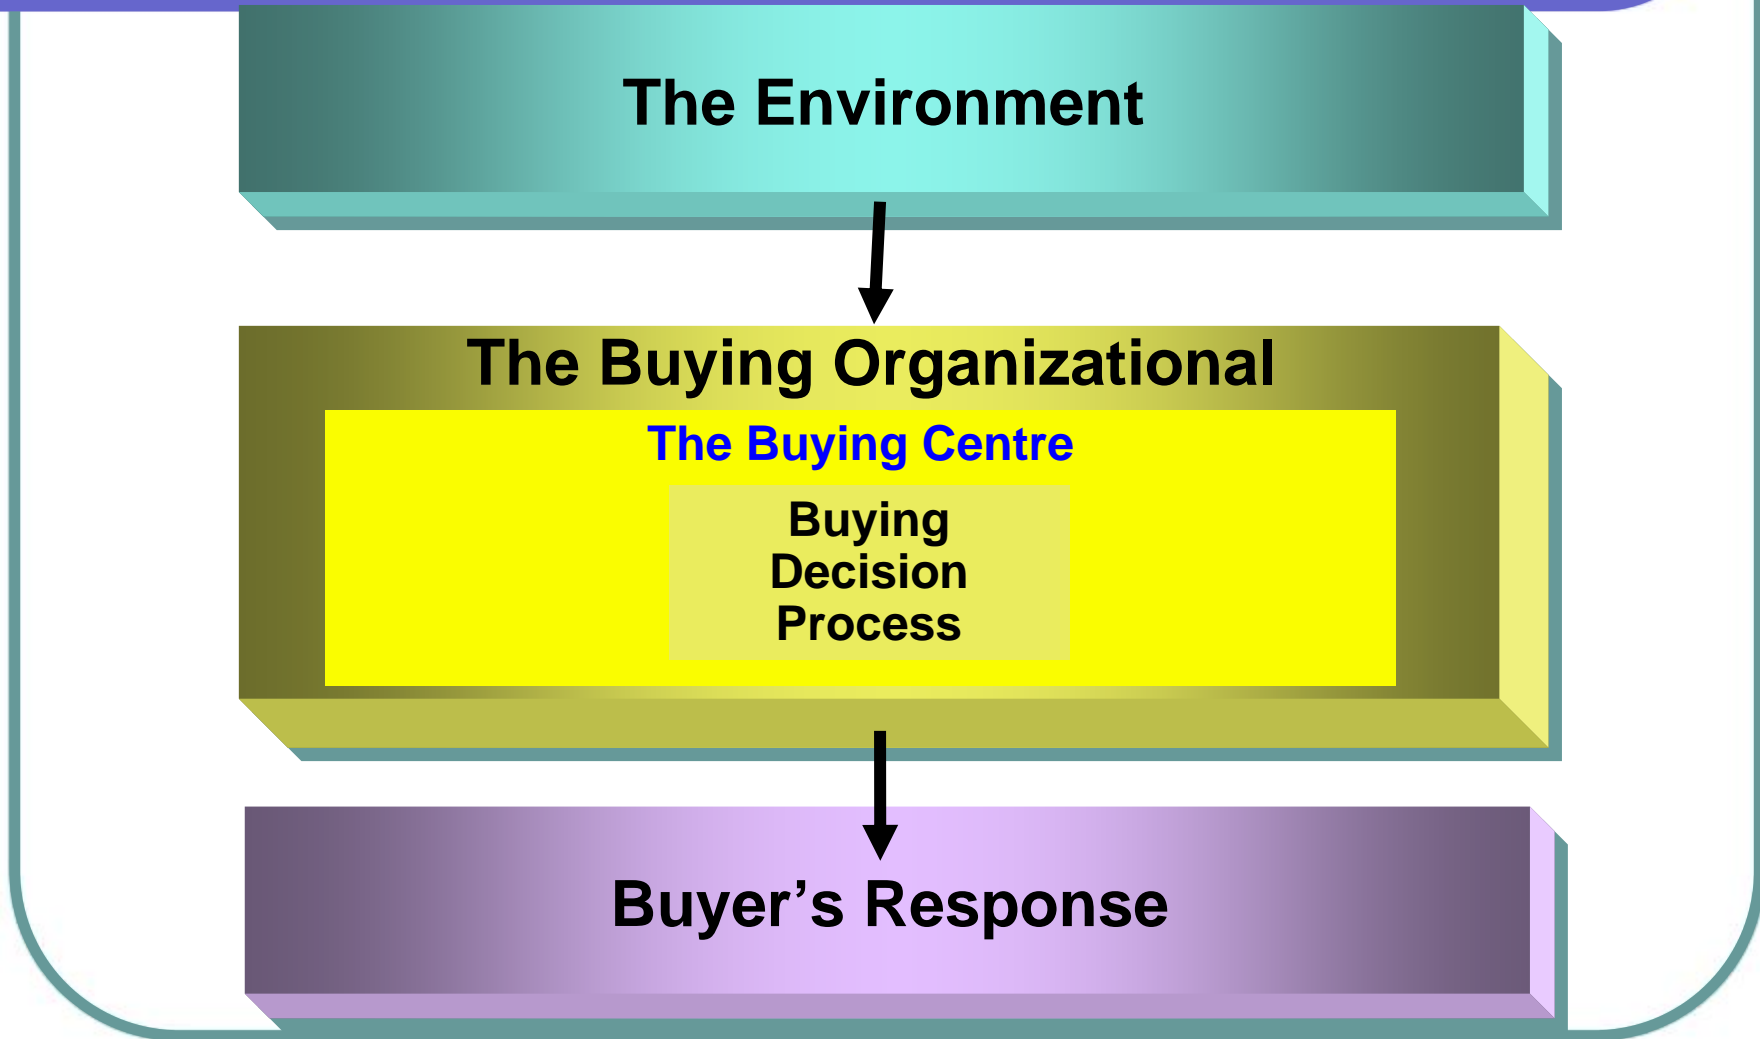 The Environment
The Buying Organizational
The Buying Centre
Buying
Decision
Process
Buyer’s Response